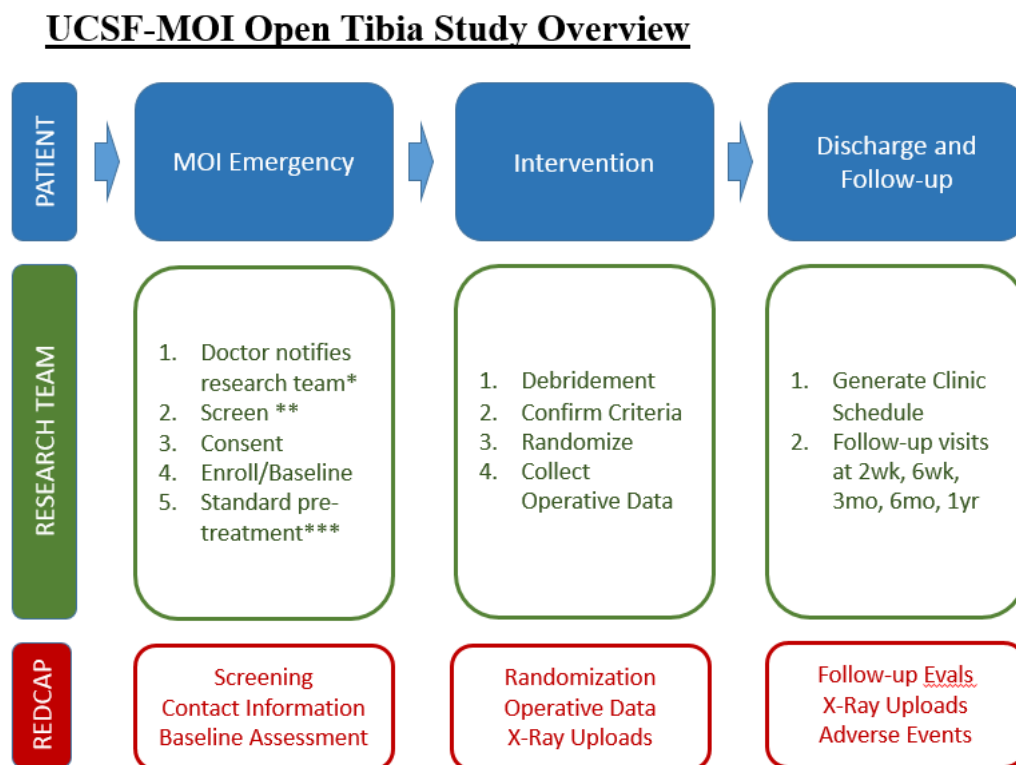 UCSF-MOI Open Tibia Study Overview
PATIENT
MOI Emergency
Intervention
Discharge and
Follow-up
RESEARCH TEAM
1. Doctor notifies
research team*
2. Screen **
3. Consent
4. Enroll/Baseline
5. Standard pre-
treatment***
1. Debridement
2. Confirm Criteria
3. Randomize
4. Collect
Operative Data
1. Generate Clinic
Schedule
2. Follow-up visits
at 2wk, 6wk,
3mo, 6mo, 1yr
REDCAP
Screening
Contact Information
Baseline Assessment
Randomization
Operative Data
X-Ray Uploads
Follow-up Evals
X-Ray Uploads
Adverse Events